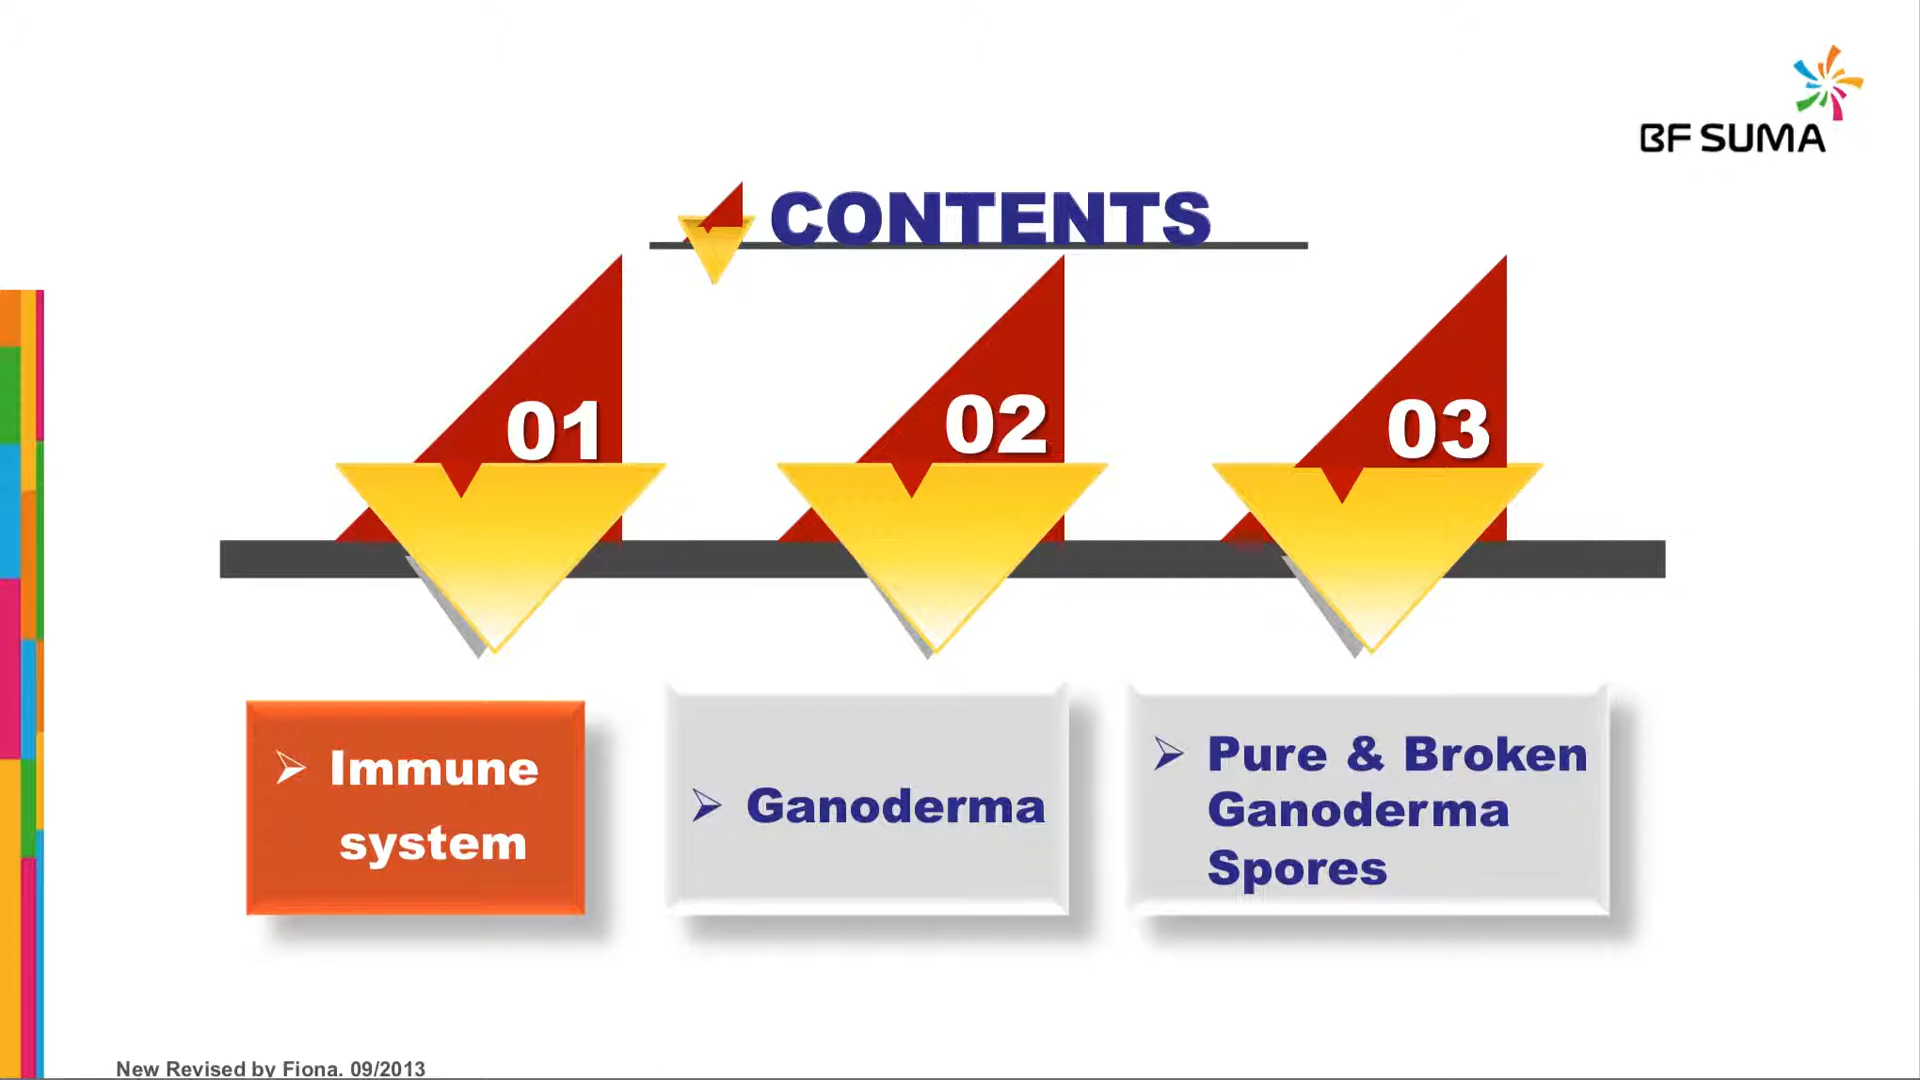 BF SUMA
CONTENTS
01
02
03
➢ Immune
system
➢ Ganoderma
➢ Pure & Broken
Ganoderma
Spores
New Revised by Fiona. 09/2013